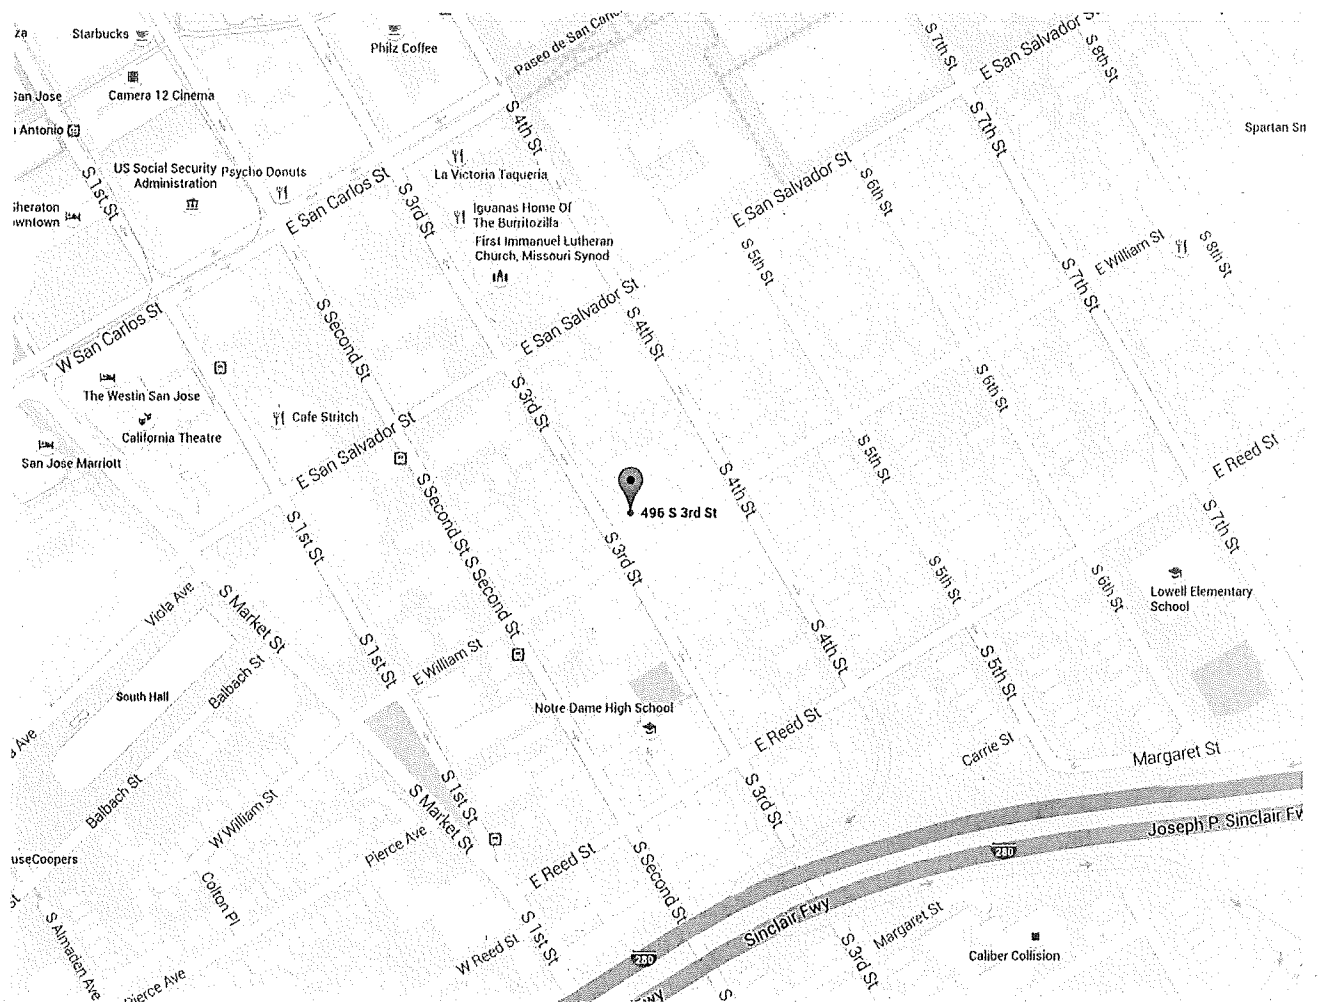 za
Starbucks
Philz Coffee
Paseo de San Carlo
S 7th St
E San Salvador St
S 8th St
San Jose
Camera 12 Cinema
S 4th St
S 7th St
Antonio
Spartan
S 1st St
US Social Security
Administration
Psycho Donuts
La Victoria Taqueria
E San Carlos St
S 3rd St
E San Salvador St
S 6th St
Sheraton
owntown
Iguanas Home Of
The Burritozilla
First Immanuel Lutheran
Church, Missouri Synod
S 5th St
E William St
S 8th St
S 7th St
W San Carlos St
S Second St
E San Salvador St
S 4th St
The Westin San Jose
California Theatre
Cafe Stritch
S 3rd St
S 6th St
San Jose Marriott
E San Salvador St
S 5th St
E Reed St
S 1st St
S Second St
496 S 3rd St
S 4th St
S 7th St
S 3rd St
Viola Ave
S Market St
S Second St
S 5th St
S 6th St
Lowell Elementary
School
S 1st St
E William St
S 4th St
South Hall
Balbach St
S 5th St
Notre Dame High School
E Reed St
a Ave
Carrie St
Margaret St
Balbach St
W William St
S 1st St
S Market St
S 3rd St
Pierce Ave
Joseph P. Sinclair Fw
280
useCoopers
E Reed St
S Second St
St
Colton Pl
Sinclair Fwy
Margaret St
S Almaden Ave
S 1st St
W Reed St
280
S 3rd St
Caliber Collision
Pierce Ave
Fwy
S